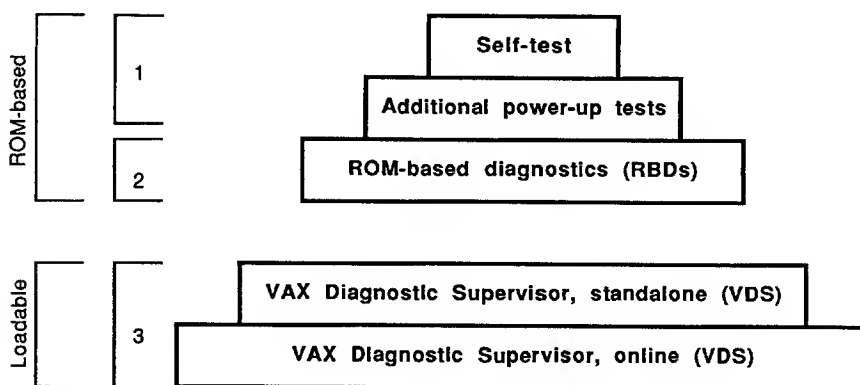 ROM-based
1
2
Self-test
Additional power-up tests
ROM-based diagnostics (RBDs)
Loadable
3
VAX Diagnostic Supervisor, standalone (VDS)
VAX Diagnostic Supervisor, online (VDS)